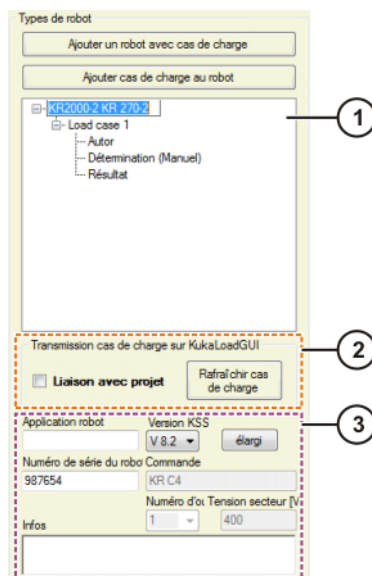 Types de robot
Ajouter un robot avec cas de charge
Ajouter cas de charge au robot
KR2000-2 KR 270-2
Load case 1
Autor
Détermination (Manuel)
Résultat
1
Transmission cas de charge sur KukaLoadGUI
2
Liaison avec projet
Rafraîchir cas
de charge
3
Application robot
Version KSS
V 8.2
élargi
Numéro de série du robo
Commande
987654
KR C4
Numéro d'ou
Tension secteur [V
1
400
Infos